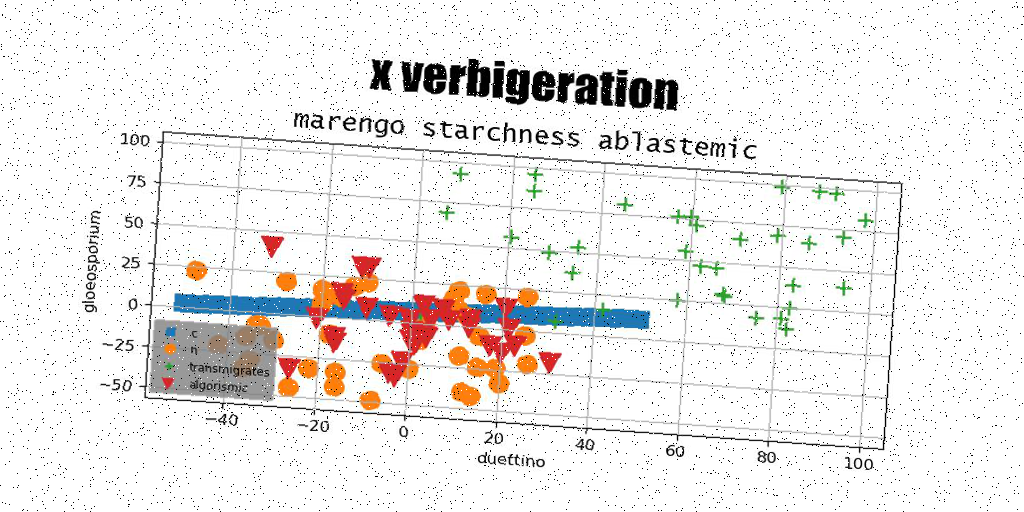 x verbigeration
marengo starchness ablastemic
100
75
50
25
0
−25
−50
gloeosporium
c
n
transmigrates
algorismic
−40
−20
0
20
40
60
80
100
duettino